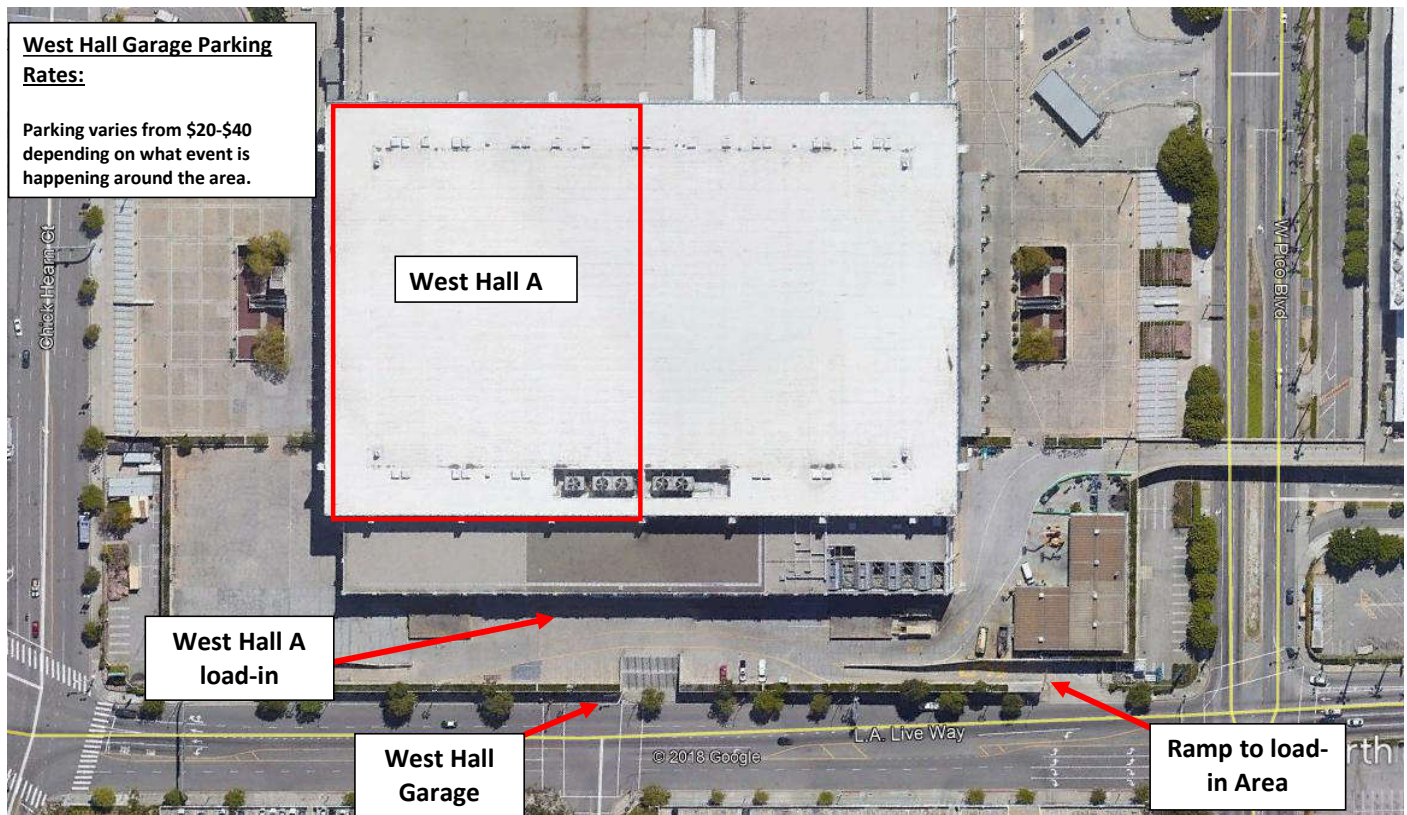 West Hall Garage Parking
Rates:
Parking varies from $20-$40
depending on what event is
happening around the area.
Chick Hearn Ct
West Hall A
W Pico Blvd
West Hall A
load-in
West Hall
Garage
L.A. Live Way
© 2018 Google
Ramp to load-
in Area
rth